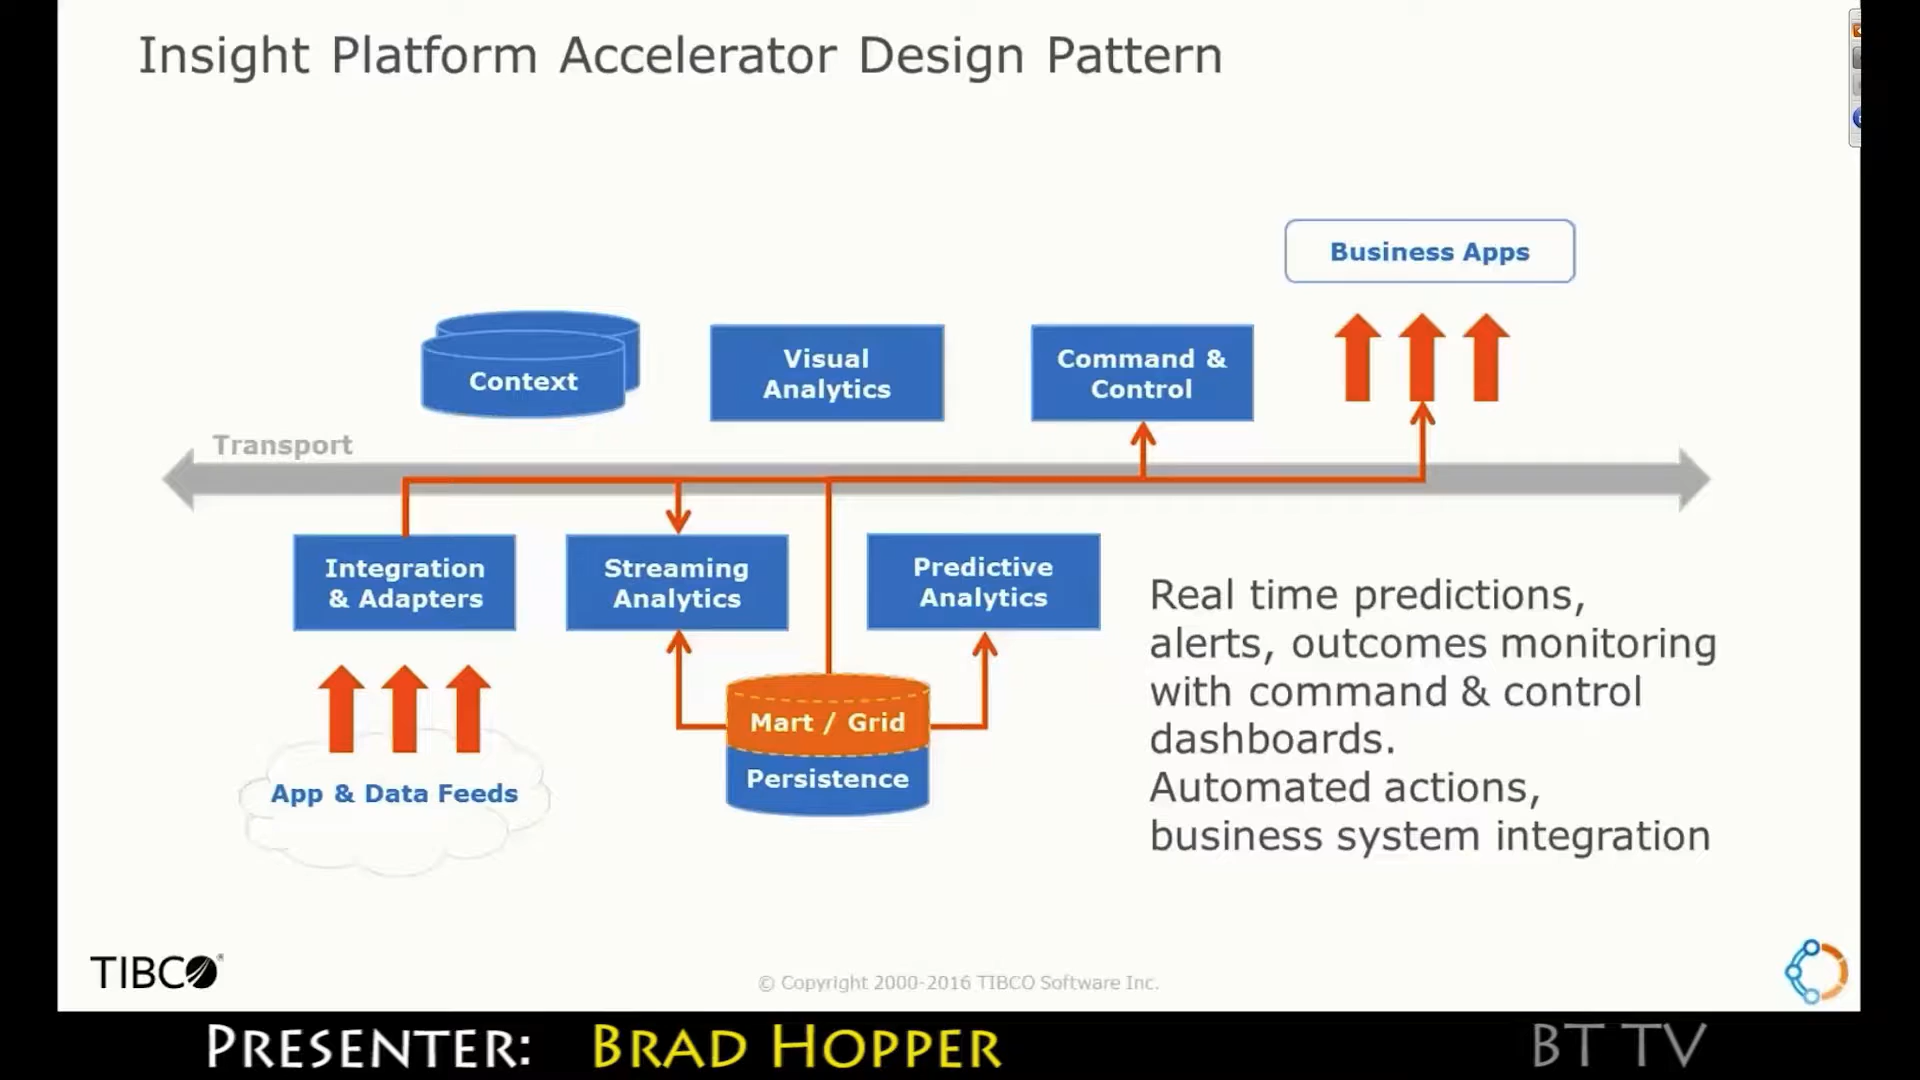 Insight Platform Accelerator Design Pattern
Business Apps
Context
Visual
Analytics
Command &
Control
Transport
Integration
& Adapters
Streaming
Analytics
Predictive
Analytics
Real time predictions,
alerts, outcomes monitoring
with command & control
dashboards.
Automated actions,
business system integration
Mart / Grid
Persistence
App & Data Feeds
TIBCO
© Copyright 2000-2016 TIBCO Software Inc.
PRESENTER: BRAD HOPPER
BT TV